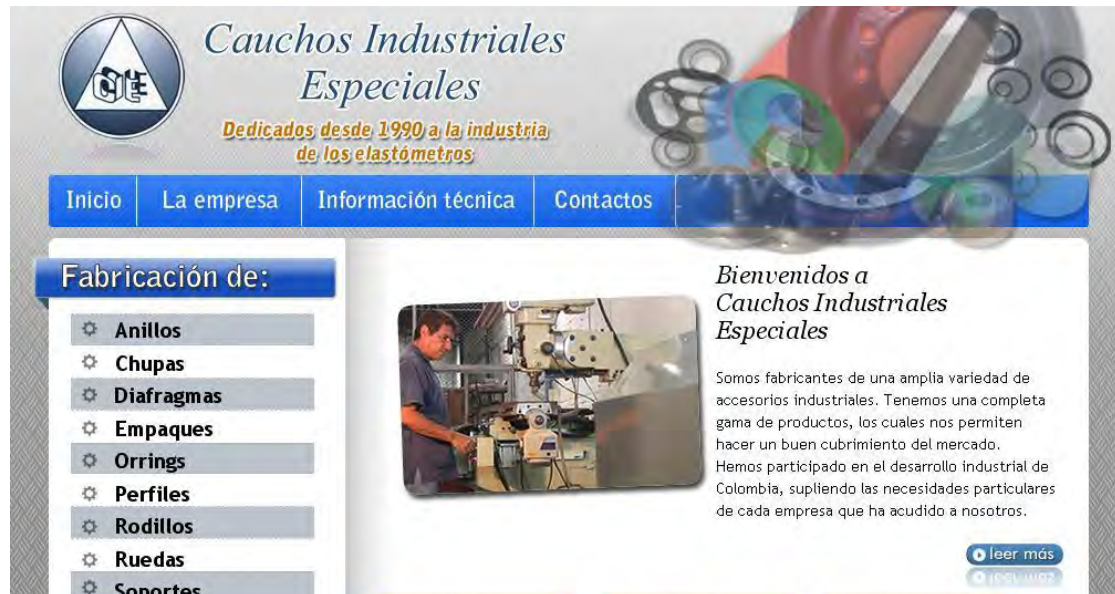 CIE
Cauchos Industriales
Especiales
Dedicados desde 1990 a la industria
de los elastómetros
Inicio
La empresa
Información técnica
Contactos
Fabricación de:
Anillos
Chupas
Diafragmas
Empaques
Orrings
Perfiles
Rodillos
Ruedas
Soportes
Bienvenidos a
Cauchos Industriales
Especiales
Somos fabricantes de una amplia variedad de
accesorios industriales. Tenemos una completa
gama de productos, los cuales nos permiten
hacer un buen cubrimiento del mercado.
Hemos participado en el desarrollo industrial de
Colombia, supliendo las necesidades particulares
de cada empresa que ha acudido a nosotros.
leer más